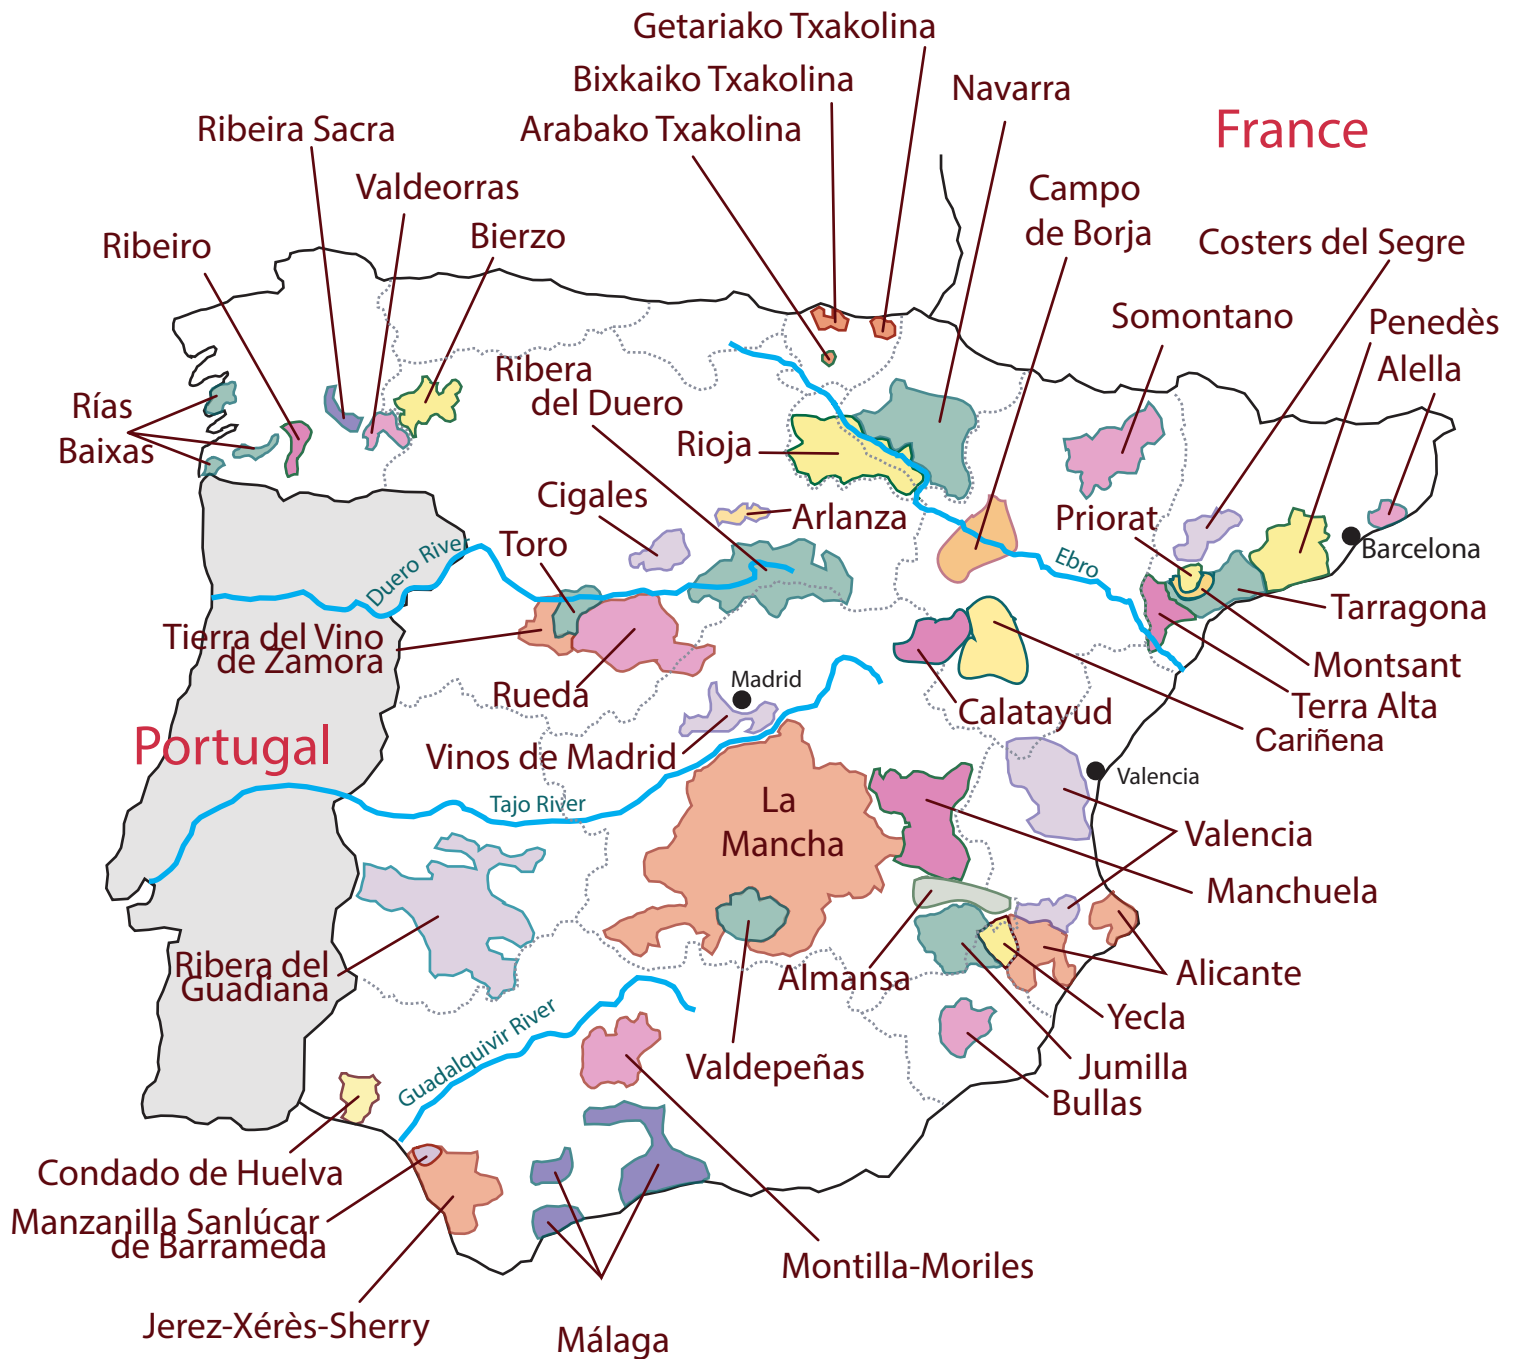 Getariako Txakolina
Bixkaiko Txakolina
Navarra
Arabako Txakolina
France
Ribeira Sacra
Valdeorras
Campo
de Borja
Bierzo
Ribeiro
Costers del Segre
Somontano
Penedès
Alella
Ribera
del Duero
Rías
Baixas
Rioja
Cigales
Arlanza
Priorat
Toro
Duero River
Ebro
Barcelona
Tarragona
Tierra del Vino
de Zamora
Montsant
Rueda
Madrid
Terra Alta
Calatayud
Cariñena
Portugal
Vinos de Madrid
Valencia
Tajo River
La
Mancha
Valencia
Manchuela
Ribera del
Guadiana
Almansa
Alicante
Yecla
Guadalquivir River
Valdepeñas
Jumilla
Bullas
Condado de Huelva
Manzanilla Sanlúcar
de Barrameda
Montilla-Moriles
Jerez-Xérès-Sherry
Málaga